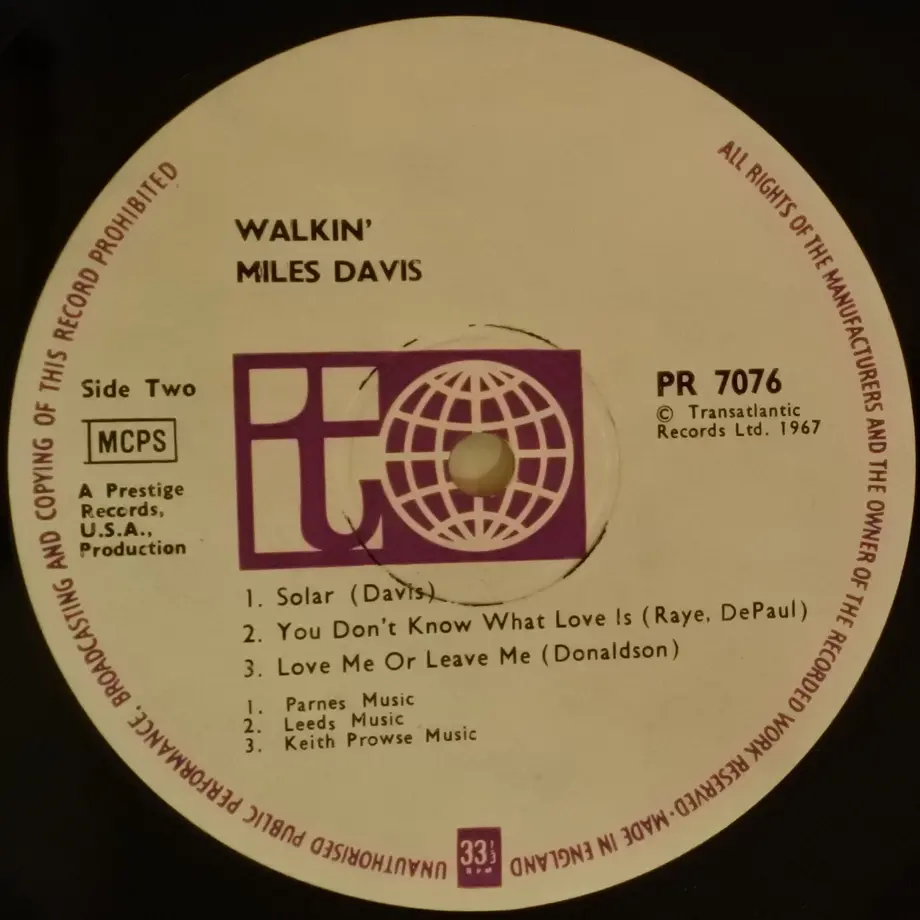 WALKIN'
MILES DAVIS
Side Two
MCPS
A Prestige
Records,
U.S.A.,
Production
it
PR 7076
© Transatlantic
Records Ltd. 1967
1. Solar (Davis)
2. You Don't Know What Love Is (Raye, DePaul)
3. Love Me Or Leave Me (Donaldson)
1. Parnes Music
2. Leeds Music
3. Keith Prowse Music
ALL RIGHTS OF THE MANUFACTURERS AND THE OWNER OF THE RECORDED WORK RESERVED · MADE IN ENGLAND
33⅓
RPM
UNAUTHORISED PUBLIC PERFORMANCE, BROADCASTING AND COPYING OF THIS RECORD PROHIBITED